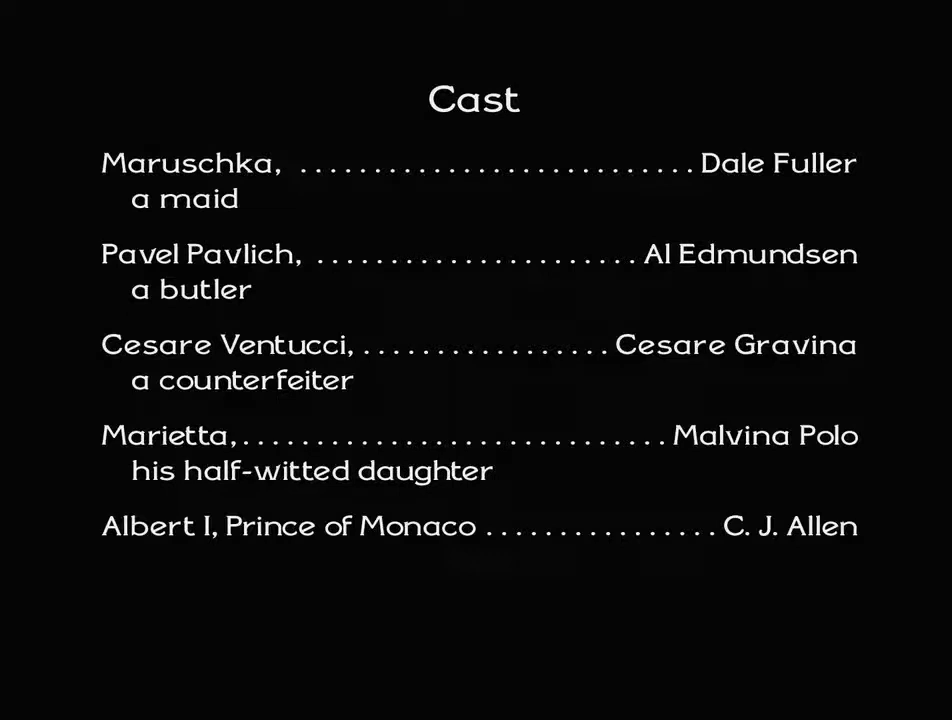 Cast
Maruschka, ........................... Dale Fuller
a maid
Pavel Pavlich, ...................... Al Edmundsen
a butler
Cesare Ventucci, ................. Cesare Gravina
a counterfeiter
Marietta, ............................. Malvina Polo
his half-witted daughter
Albert I, Prince of Monaco ................ C. J. Allen